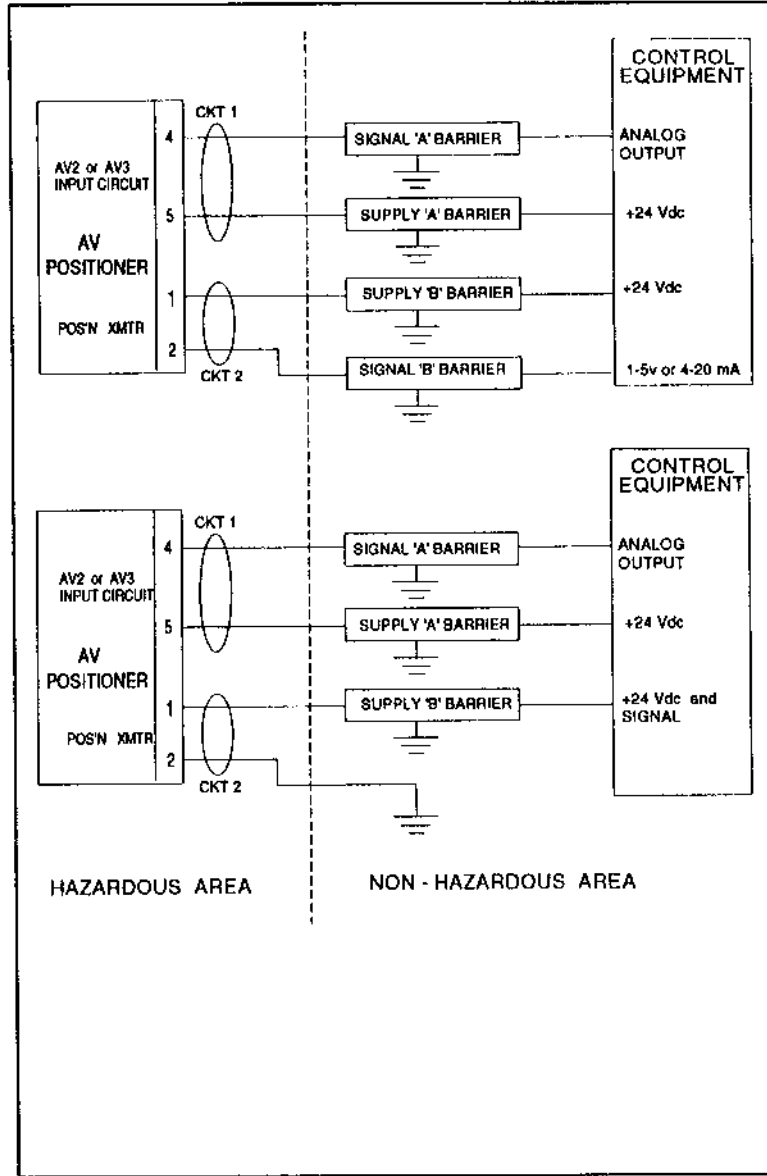 CONTROL
EQUIPMENT
CKT 1
4
SIGNAL 'A' BARRIER
ANALOG
OUTPUT
AV2 or AV3
INPUT CIRCUIT
5
SUPPLY 'A' BARRIER
+24 Vdc
AV
POSITIONER
1
SUPPLY 'B' BARRIER
+24 Vdc
POS'N XMTR
2
SIGNAL 'B' BARRIER
1-5v or 4-20 mA
CKT 2
CONTROL
EQUIPMENT
CKT 1
4
SIGNAL 'A' BARRIER
ANALOG
OUTPUT
AV2 or AV3
INPUT CIRCUIT
5
SUPPLY 'A' BARRIER
+24 Vdc
AV
POSITIONER
1
SUPPLY 'B' BARRIER
+24 Vdc and
SIGNAL
POS'N XMTR
2
CKT 2
HAZARDOUS AREA
NON - HAZARDOUS AREA